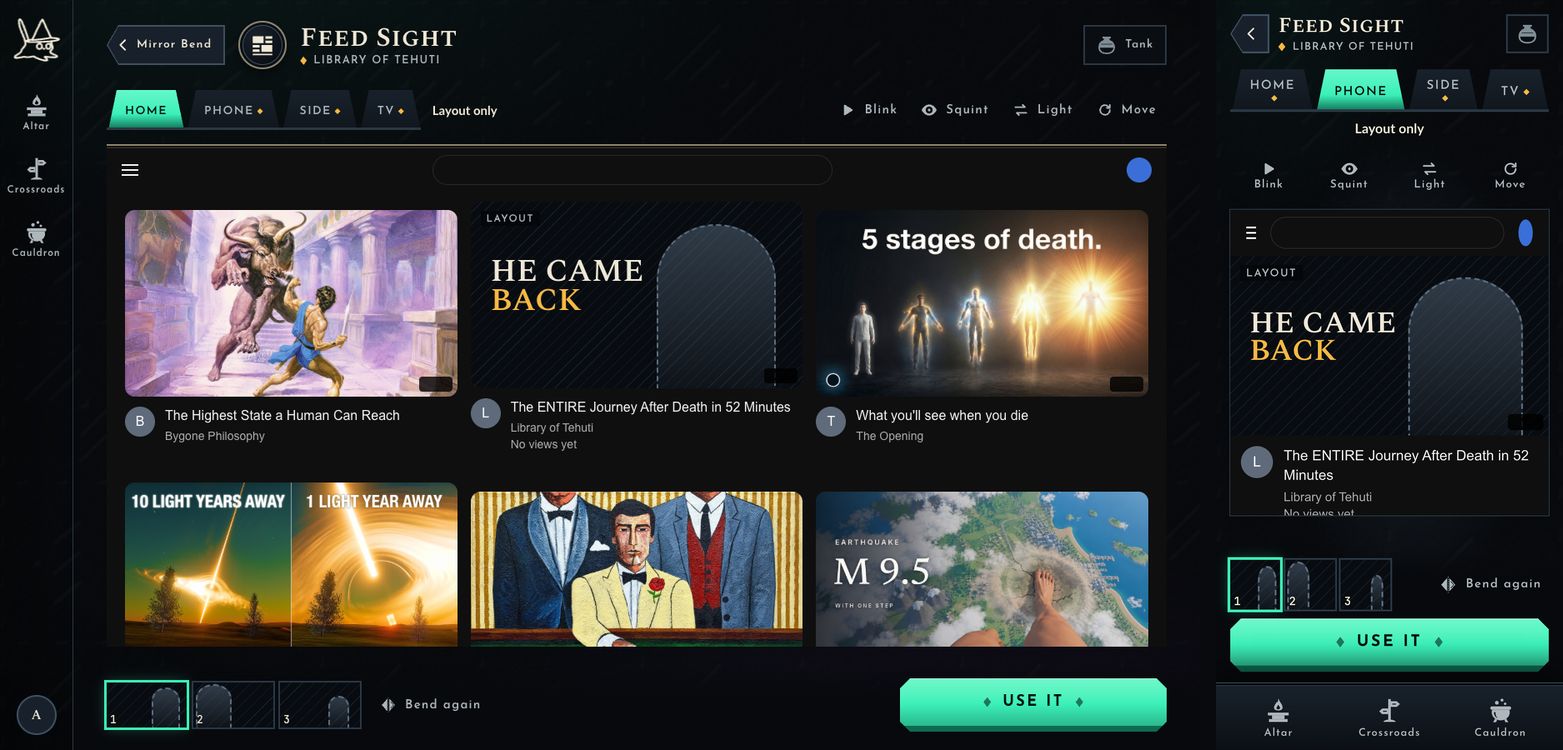 Mirror Bend
FEED SIGHT
LIBRARY OF TEHUTI
Tank
HOME
PHONE
SIDE
TV
Layout only
Blink
Squint
Light
Move
Altar
Crossroads
Cauldron
A
LAYOUT
HE CAME
BACK
5 stages of death.
B
The Highest State a Human Can Reach
Bygone Philosophy
L
The ENTIRE Journey After Death in 52 Minutes
Library of Tehuti
No views yet
T
What you'll see when you die
The Opening
10 LIGHT YEARS AWAY
1 LIGHT YEAR AWAY
EARTHQUAKE
M 9.5
WITH ONE STEP
1
2
3
Bend again
USE IT
FEED SIGHT
LIBRARY OF TEHUTI
HOME
PHONE
SIDE
TV
Layout only
Blink
Squint
Light
Move
LAYOUT
HE CAME
BACK
L
The ENTIRE Journey After Death in 52
Minutes
Library of Tehuti
No views yet
1
2
3
Bend again
USE IT
Altar
Crossroads
Cauldron